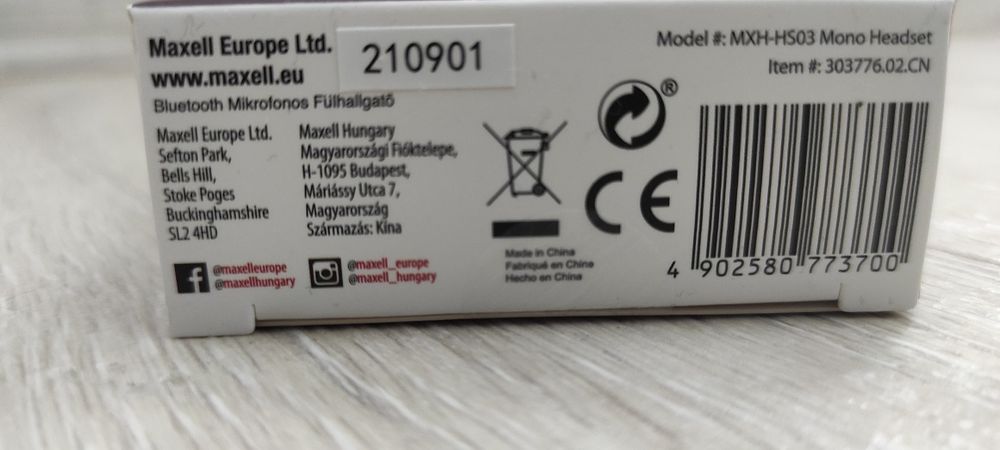 Maxell Europe Ltd.
www.maxell.eu
210901
Model #: MXH-HS03 Mono Headset
Item #: 303776.02.CN
Bluetooth Mikrofonos Fülhallgató
Maxell Europe Ltd.
Sefton Park,
Bells Hill,
Stoke Poges
Buckinghamshire
SL2 4HD
Maxell Hungary
Magyarországi Fióktelepe,
H-1095 Budapest,
Máriássy Utca 7,
Magyarország
Származás: Kína
@maxelleurope
@maxellhungary
@maxell_europe
@maxell_hungary
®
CE
Made in China
Fabriqué en China
Hecho en China
4 902580 773700